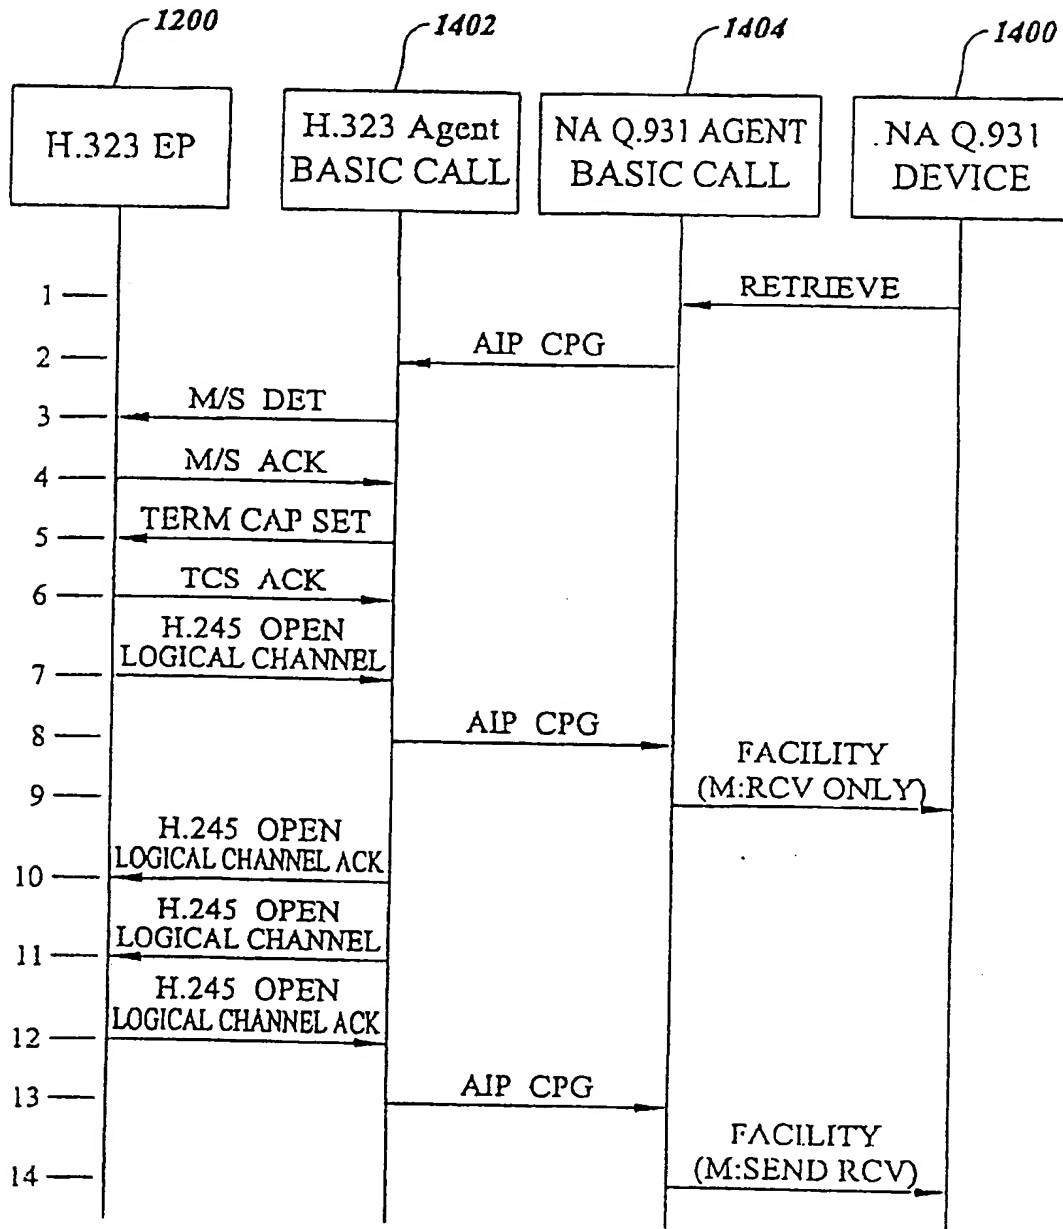 1200
1402
1404
1400
H.323 EP
H.323 Agent
BASIC CALL
NA Q.931 AGENT
BASIC CALL
NA Q.931
DEVICE
1
RETRIEVE
2
AIP CPG
3
M/S DET
4
M/S ACK
5
TERM CAP SET
6
TCS ACK
H.245 OPEN
LOGICAL CHANNEL
7
8
AIP CPG
FACILITY
9
(M:RCV ONLY)
H.245 OPEN
LOGICAL CHANNEL ACK
10
H.245 OPEN
LOGICAL CHANNEL
11
H.245 OPEN
LOGICAL CHANNEL ACK
12
13
AIP CPG
FACILITY
14
(M:SEND RCV)